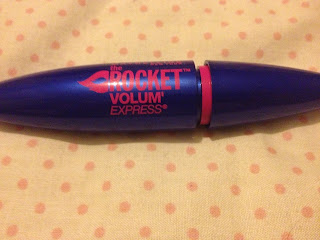 the
ROCKET
VOLUM'
EXPRESS®